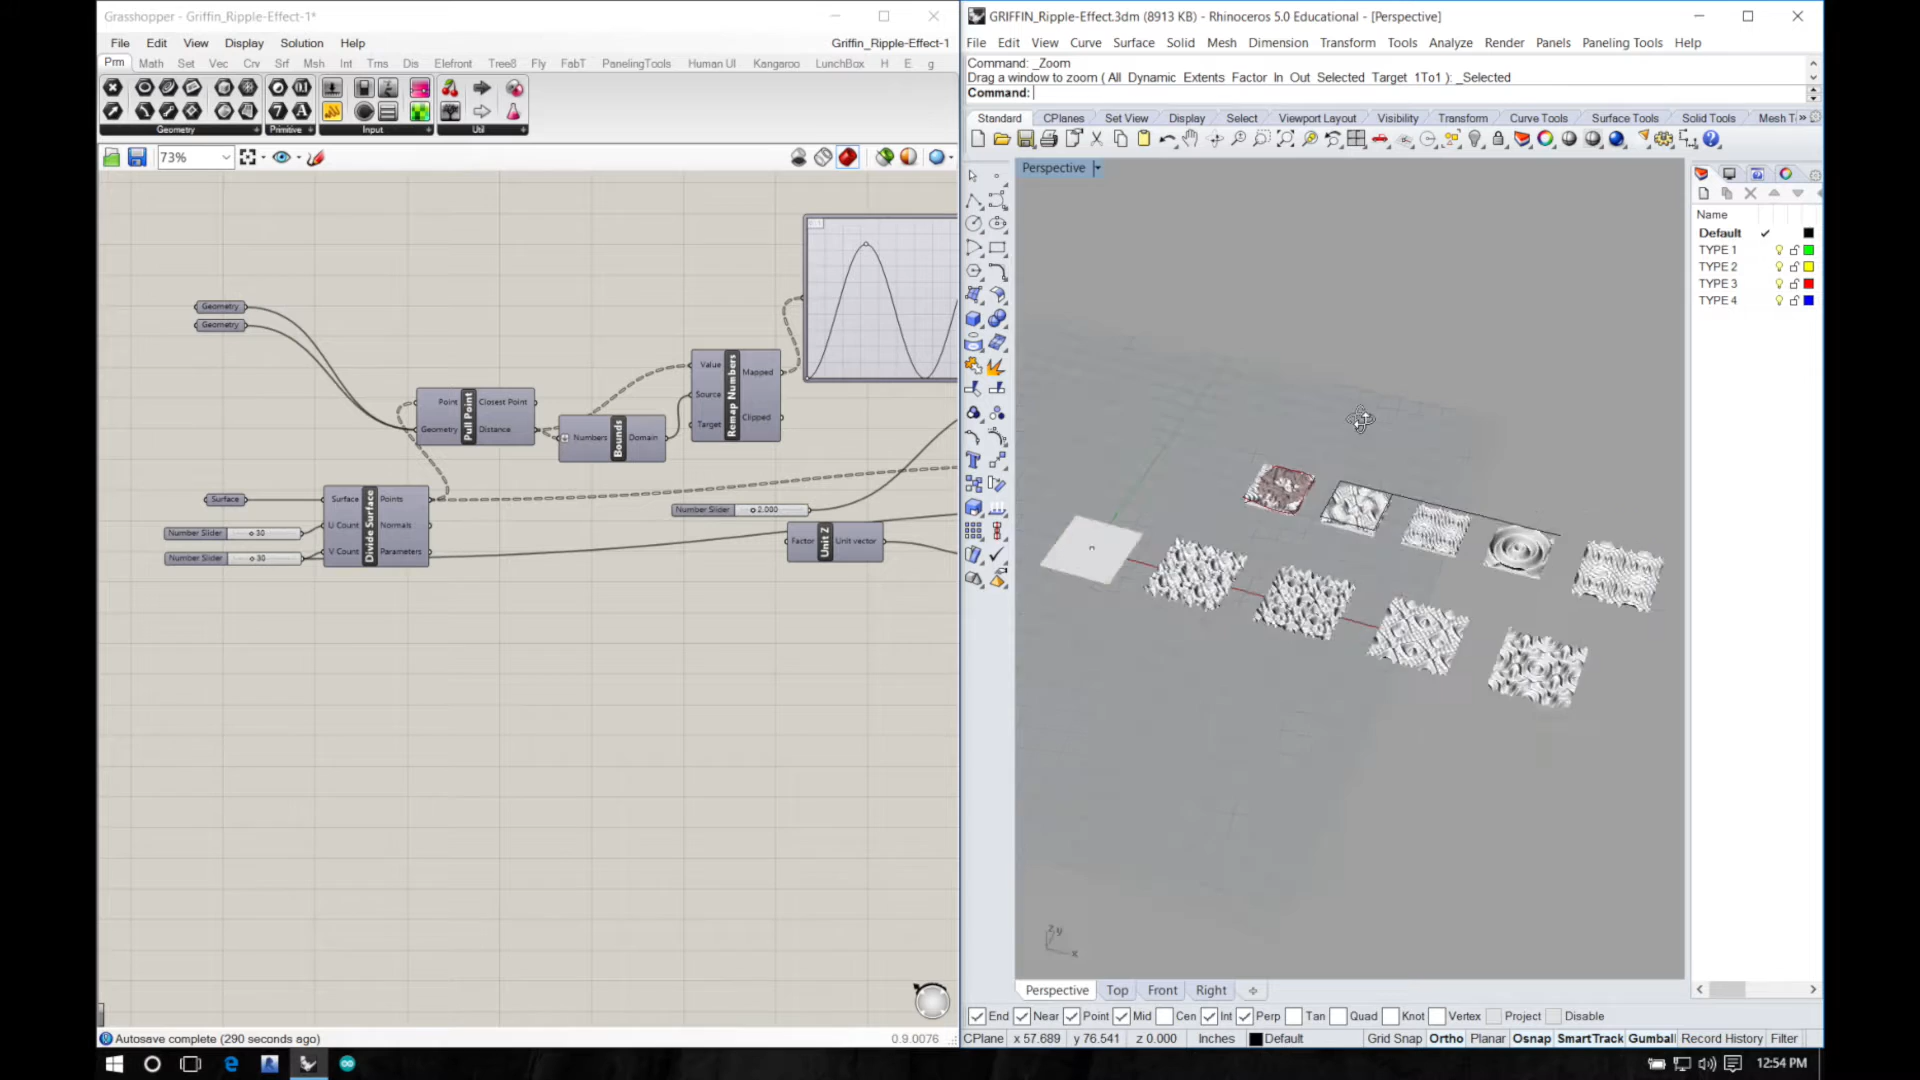 Grasshopper - Griffin_Ripple-Effect-1*
File Edit View Display Solution Help Griffin_Ripple-Effect-1
Prm Math Set Vec Crv Srf Msh Int Trns Dis Elefront Tree8 Fly FabT PanelingTools Human UI Kangaroo LunchBox H E g
Geometry Primitive Input Util
73%
Geometry
Geometry
Point Closest Point
Pull Point
Geometry Distance
Numbers Bounds Domain
Value Mapped
Remap Numbers
Source
Target Clipped
Surface
Surface Points
Divide Surface
U Count Normals
V Count Parameters
Number Slider 30
Number Slider 30
Number Slider 2.000
Factor Unit Z Unit vector
Autosave complete (290 seconds ago) 0.9.0076
GRIFFIN_Ripple-Effect.3dm (8913 KB) - Rhinoceros 5.0 Educational - [Perspective]
File Edit View Curve Surface Solid Mesh Dimension Transform Tools Analyze Render Panels Paneling Tools Help
Command: _Zoom
Drag a window to zoom ( All Dynamic Extents Factor In Out Selected Target 1To1 ): _Selected
Command:
Standard CPlanes Set View Display Select Viewport Layout Visibility Transform Curve Tools Surface Tools Solid Tools Mesh T
Perspective
Name
Default
TYPE 1
TYPE 2
TYPE 3
TYPE 4
z y
x
Perspective Top Front Right
End Near Point Mid Cen Int Perp Tan Quad Knot Vertex Project Disable
CPlane x 57.689 y 76.541 z 0.000 Inches Default Grid Snap Ortho Planar Osnap SmartTrack Gumball Record History Filter
12:54 PM